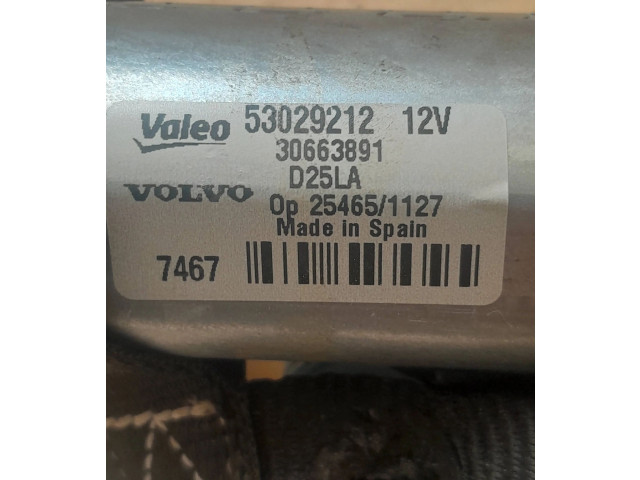 Valeo 53029212 12V
30663891
D25LA
VOLVO
Op 25465/1127
Made in Spain
7467